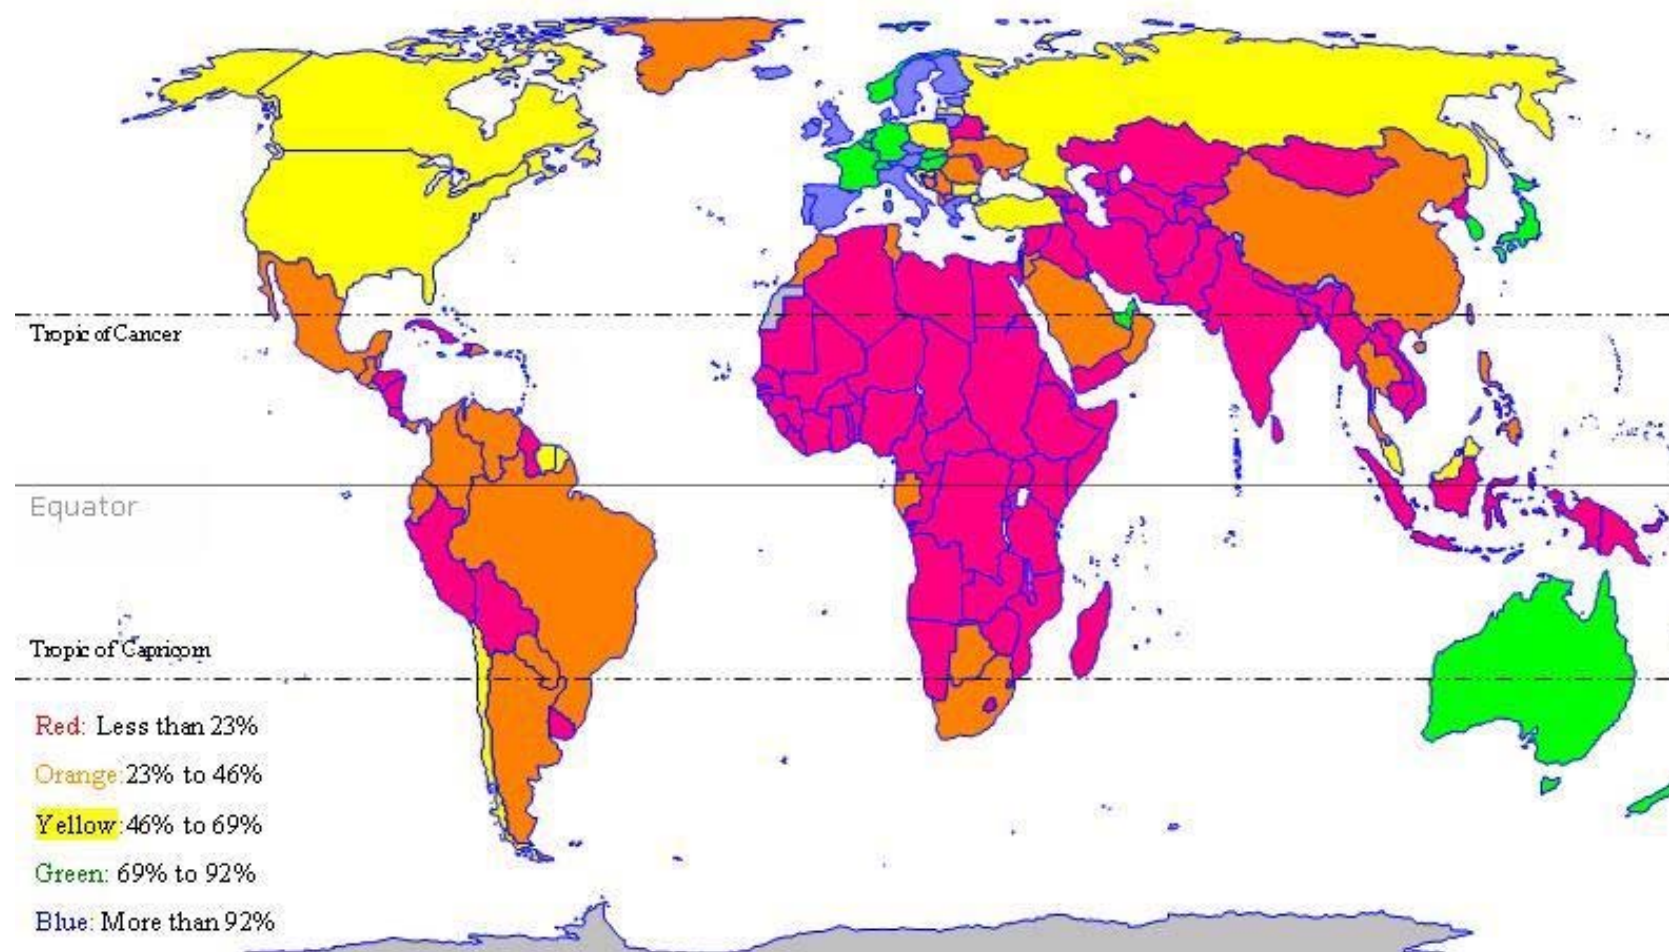 Tropic of Cancer
Equator
Tropic of Capricorn
Red: Less than 23%
Orange:23% to 46%
Yellow:46% to 69%
Green: 69% to 92%
Blue: More than 92%